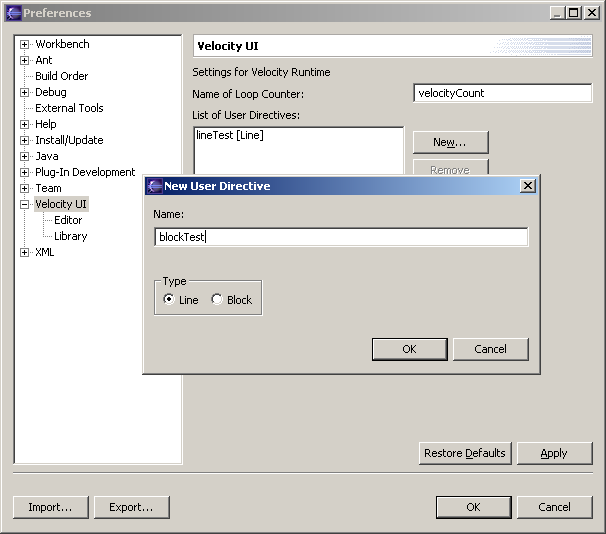 Preferences
Workbench
Ant
Build Order
Debug
External Tools
Help
Install/Update
Java
Plug-In Development
Team
Velocity UI
Editor
Library
XML
Velocity UI
Settings for Velocity Runtime
Name of Loop Counter:
velocityCount
List of User Directives:
lineTest [Line]
New...
Remove
New User Directive
Name:
blockTest
Type
Line
Block
OK
Cancel
Restore Defaults
Apply
Import...
Export...
OK
Cancel